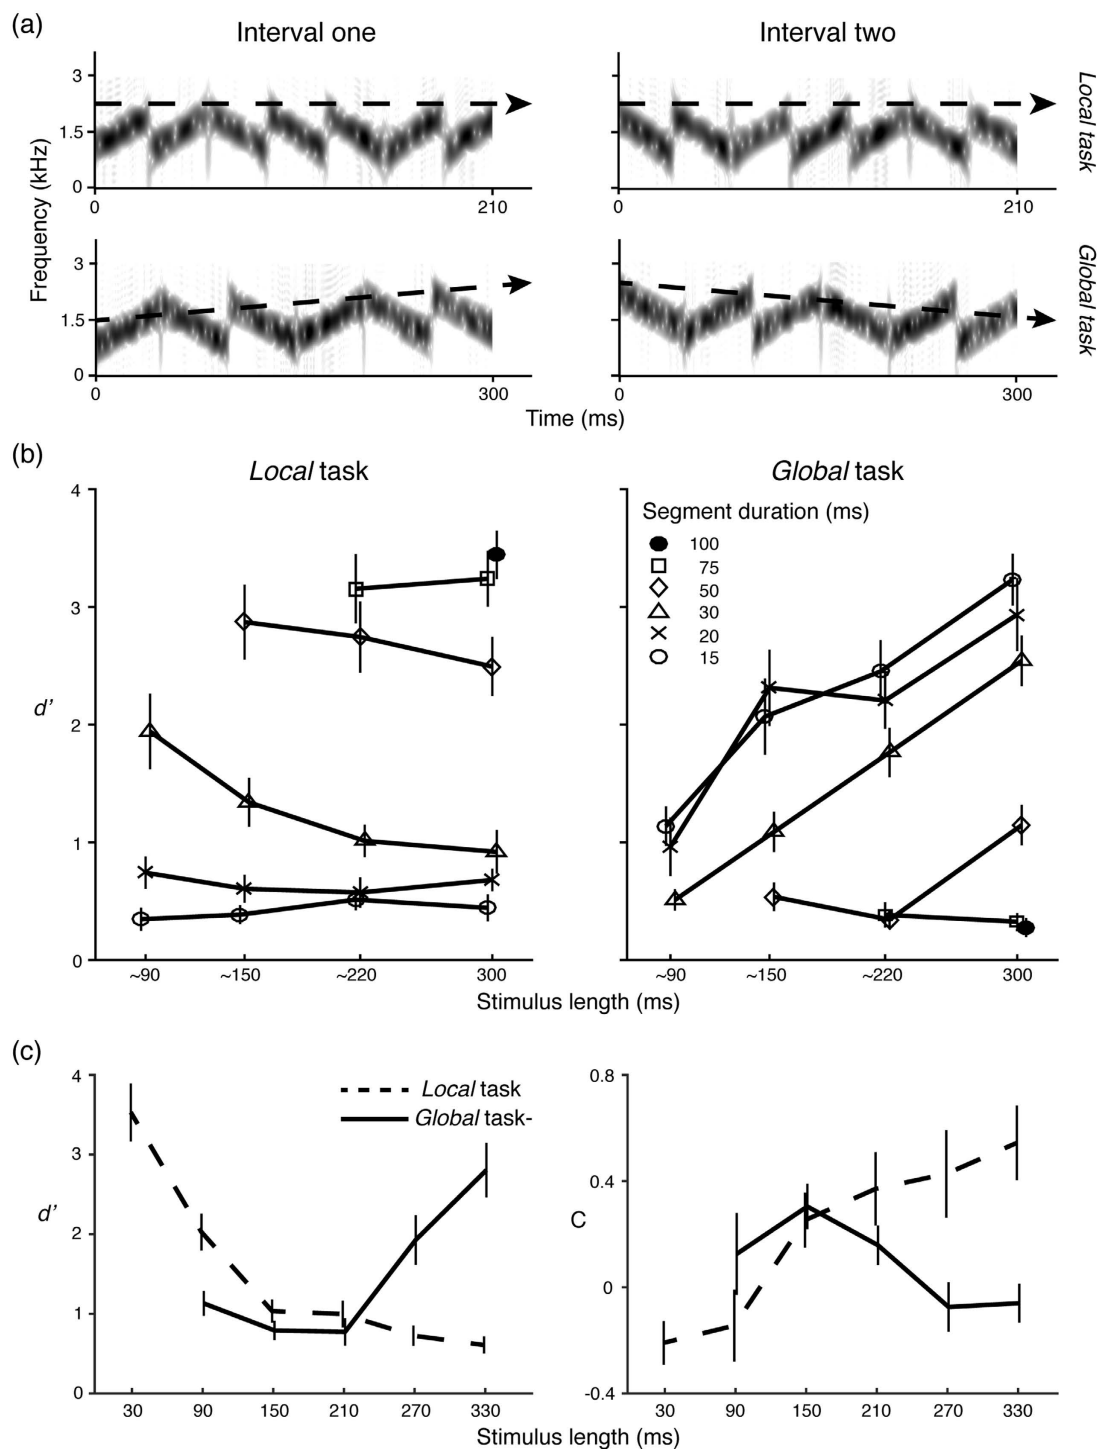 (a)
Interval one
Interval two
Frequency (kHz)
3
1.5
0
0
210
0
210
Local task
3
1.5
0
0
300
0
300
Global task
Time (ms)
(b)
Local task
Global task
d'
4
3
2
1
0
Segment duration (ms)
100
75
50
30
20
15
~90
~150
~220
300
~90
~150
~220
300
Stimulus length (ms)
(c)
d'
4
3
2
1
0
Local task
Global task-
C
0.8
0.4
0
-0.4
30
90
150
210
270
330
30
90
150
210
270
330
Stimulus length (ms)